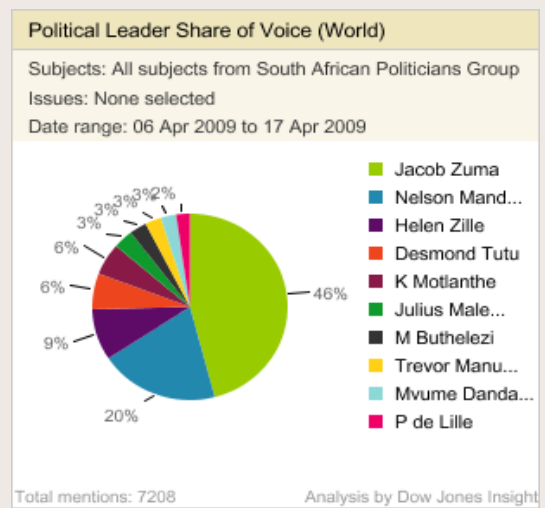 Political Leader Share of Voice (World)
Subjects: All subjects from South African Politicians Group
Issues: None selected
Date range: 06 Apr 2009 to 17 Apr 2009
46%
20%
9%
6%
6%
3%
3%
3%
3%
2%
Jacob Zuma
Nelson Mand...
Helen Zille
Desmond Tutu
K Motlanthe
Julius Male...
M Buthelezi
Trevor Manu...
Mvume Danda...
P de Lille
Total mentions: 7208
Analysis by Dow Jones Insight